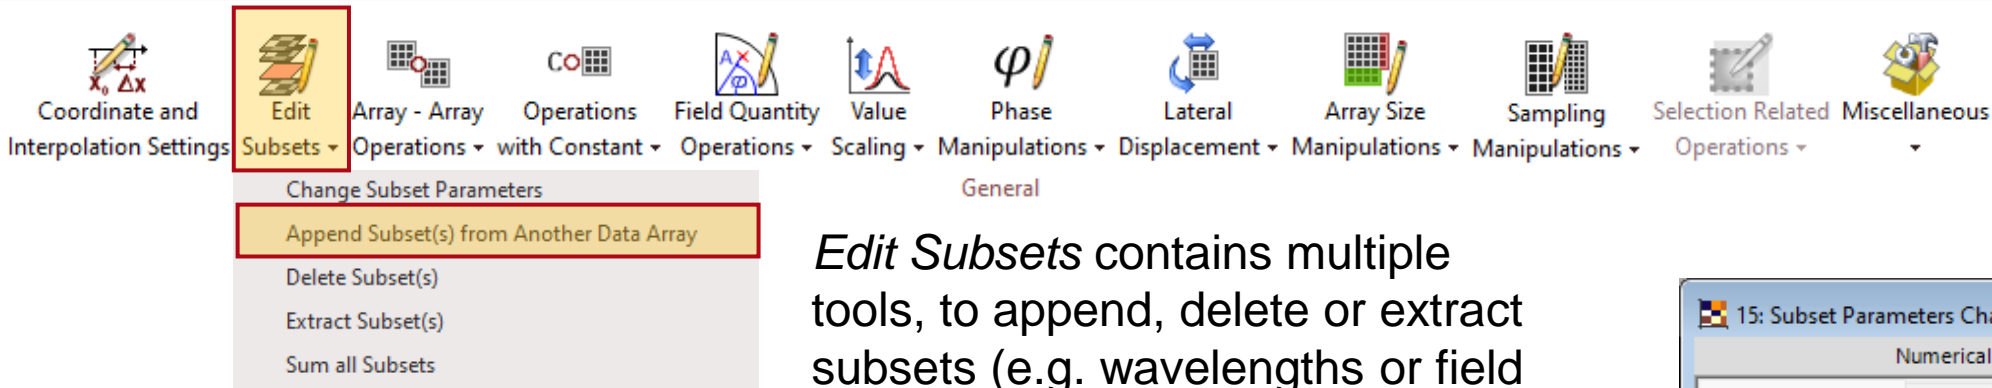 Coordinate and
Interpolation Settings
Edit
Subsets
Array - Array
Operations
Operations
with Constant
Field Quantity
Operations
Value
Scaling
Phase
Manipulations
Lateral
Displacement
Array Size
Manipulations
Sampling
Manipulations
Selection Related
Operations
Miscellaneous
General
Change Subset Parameters
Append Subset(s) from Another Data Array
Delete Subset(s)
Extract Subset(s)
Sum all Subsets
Edit Subsets contains multiple
tools, to append, delete or extract
subsets (e.g. wavelengths or field
15: Subset Parameters Cha
Numerical